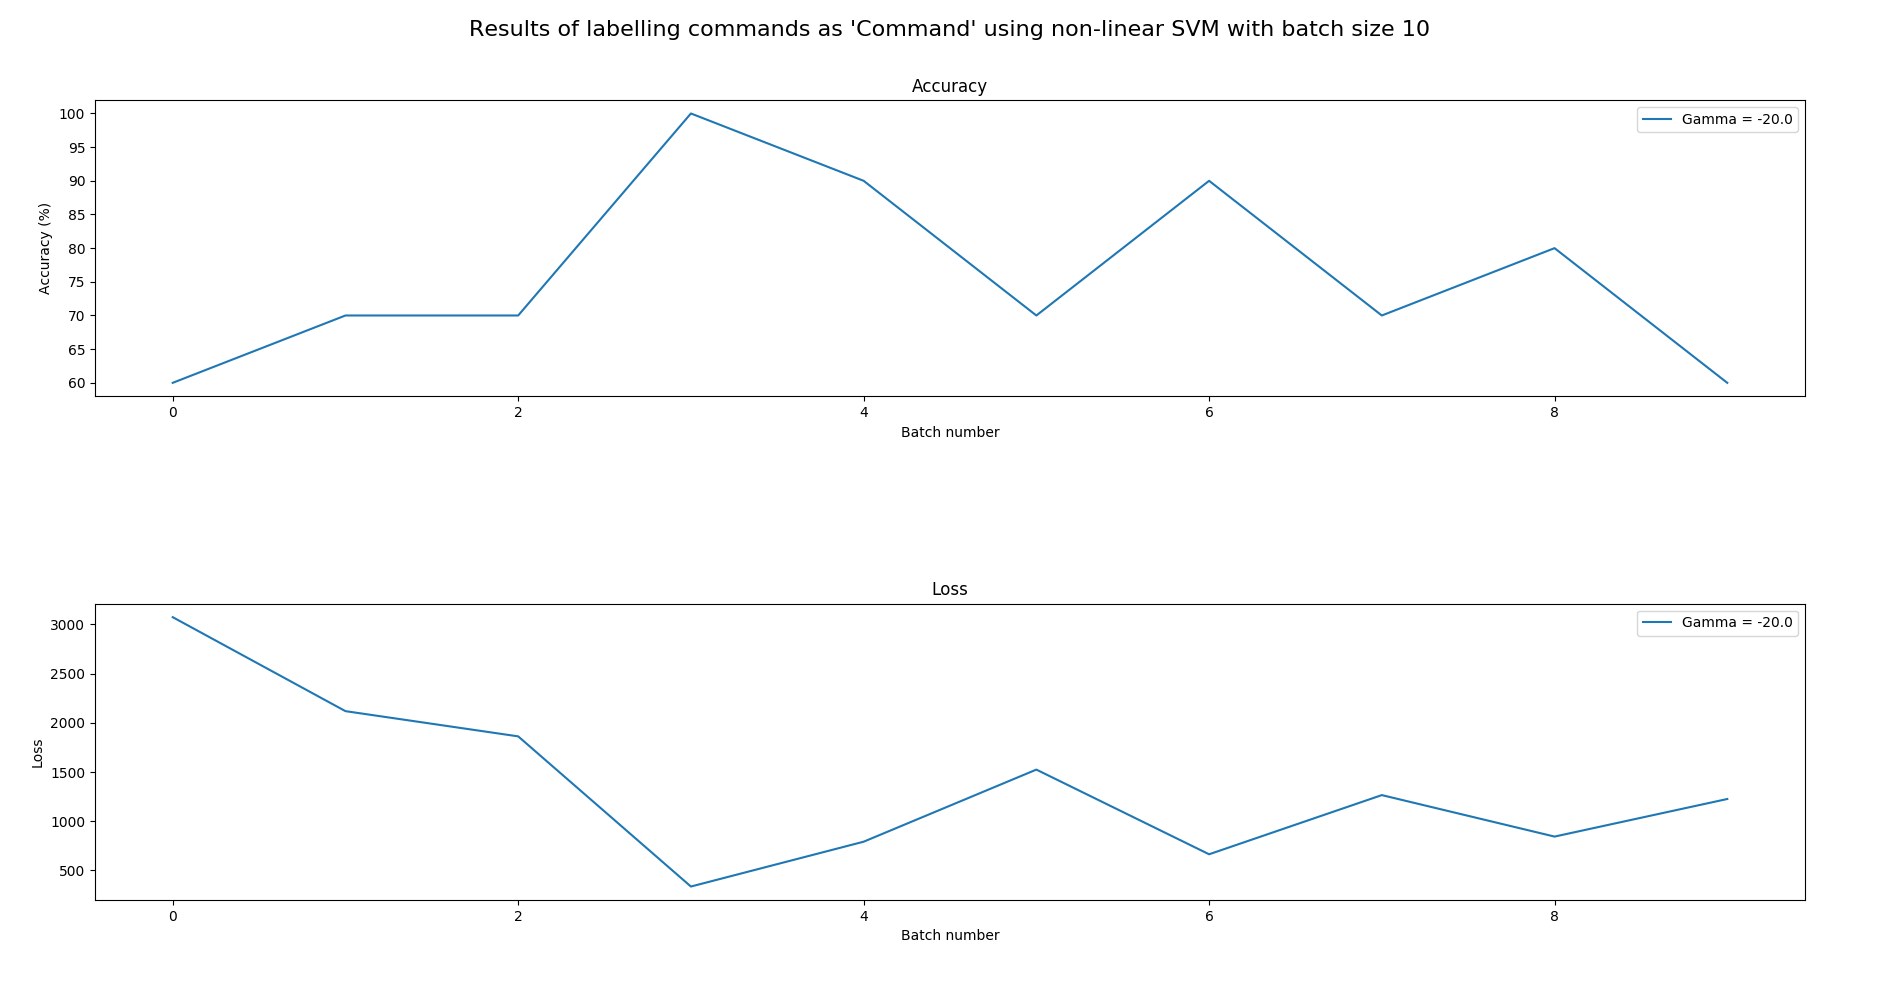 Results of labelling commands as 'Command' using non-linear SVM with batch size 10
Accuracy
Gamma = -20.0
Accuracy (%)
100
95
90
85
80
75
70
65
60
0 2 4 6 8
Batch number
Loss
Gamma = -20.0
Loss
3000
2500
2000
1500
1000
500
0 2 4 6 8
Batch number